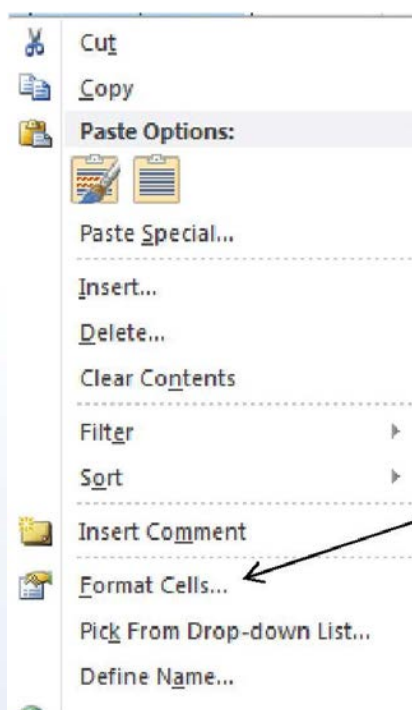 Cut
Copy
Paste Options:
Paste Special...
Insert...
Delete...
Clear Contents
Filter
Sort
Insert Comment
Format Cells...
Pick From Drop-down List...
Define Name...